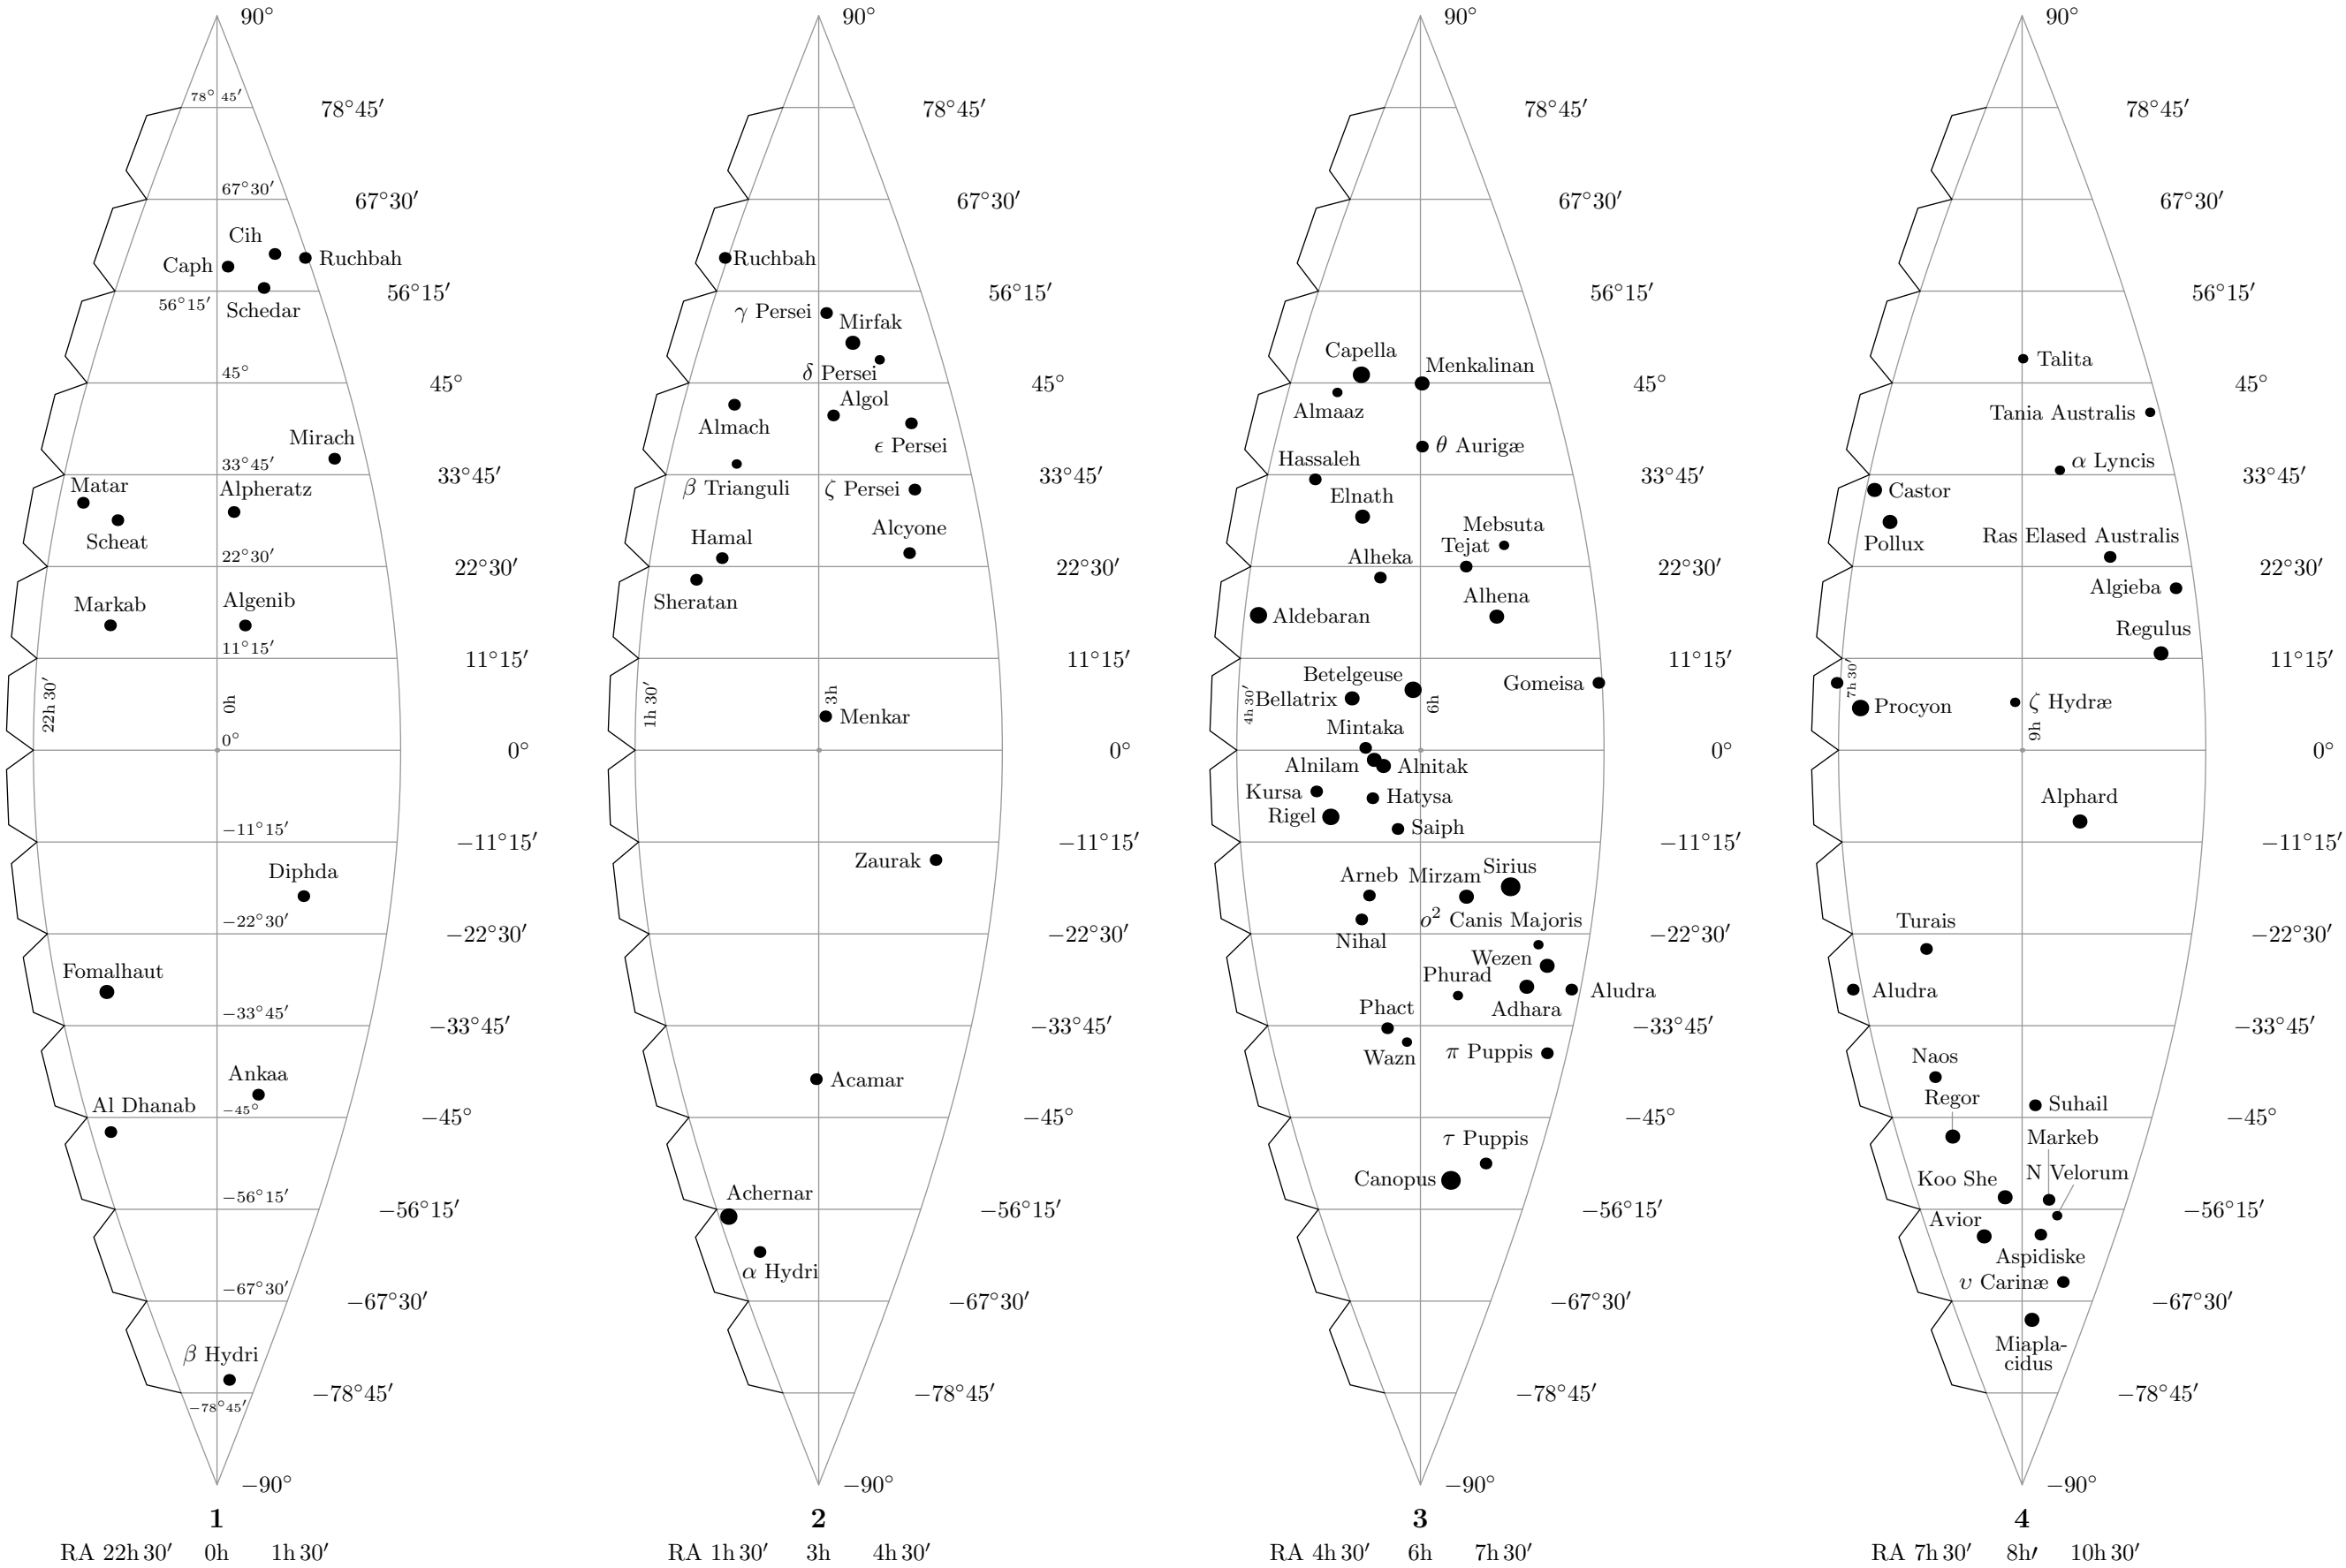 90°
78° 45′
78°45′
67°30′
67°30′
Cih
Caph
Ruchbah
56°15′
56°15′
Schedar
45°
45°
Mirach
33°45′
33°45′
Matar
Alpheratz
Scheat
22°30′
22°30′
Markab
Algenib
11°15′
11°15′
22h 30′
0h
0°
0°
−11°15′
−11°15′
Diphda
−22°30′
−22°30′
Fomalhaut
−33°45′
−33°45′
Ankaa
Al Dhanab
−45°
−45°
−56°15′
−56°15′
−67°30′
−67°30′
β Hydri
−78°45′
−78°45′
−90°
1
RA 22h 30′ 0h 1h 30′
90°
78°45′
67°30′
Ruchbah
56°15′
γ Persei
Mirfak
δ Persei
45°
Algol
Almach
ϵ Persei
33°45′
β Trianguli
ζ Persei
Alcyone
Hamal
22°30′
Sheratan
11°15′
1h 30′
3h
Menkar
0°
−11°15′
Zaurak
−22°30′
−33°45′
Acamar
−45°
Achernar
−56°15′
α Hydri
−67°30′
−78°45′
−90°
2
RA 1h 30′ 3h 4h 30′
90°
78°45′
67°30′
56°15′
Capella
Menkalinan
45°
Almaaz
θ Aurigæ
Hassaleh
33°45′
Elnath
Mebsuta
Tejat
Alheka
22°30′
Alhena
Aldebaran
11°15′
Betelgeuse
Gomeisa
4h 30′
Bellatrix
6h
Mintaka
0°
Alnilam
Alnitak
Kursa
Hatysa
Rigel
Saiph
−11°15′
Sirius
Arneb
Mirzam
o² Canis Majoris
−22°30′
Nihal
Wezen
Phurad
Aludra
Adhara
Phact
−33°45′
Wazn
π Puppis
−45°
τ Puppis
Canopus
−56°15′
−67°30′
−78°45′
−90°
3
RA 4h 30′ 6h 7h 30′
90°
78°45′
67°30′
56°15′
Talita
45°
Tania Australis
α Lyncis
33°45′
Castor
Ras Elased Australis
Pollux
22°30′
Algieba
Regulus
11°15′
7h 30′
Procyon
ζ Hydræ
9h
0°
Alphard
−11°15′
Turais
−22°30′
Aludra
−33°45′
Naos
Regor
Suhail
−45°
Markeb
N Velorum
Koo She
−56°15′
Avior
Aspidiske
υ Carinæ
−67°30′
Miapla-
cidus
−78°45′
−90°
4
RA 7h 30′ 8h′ 10h 30′